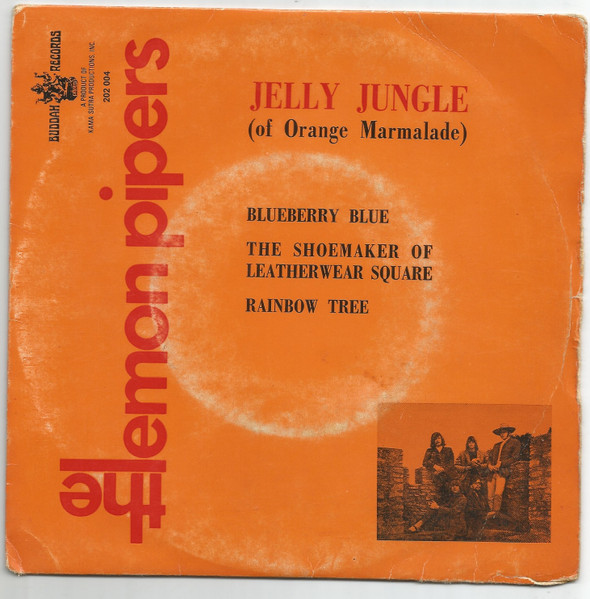 BUDDAH RECORDS
A PRODUCT OF
KAMA-SUTRA PRODUCTIONS, INC.
202 004
the lemon pipers
JELLY JUNGLE
(of Orange Marmalade)
BLUEBERRY BLUE
THE SHOEMAKER OF
LEATHERWEAR SQUARE
RAINBOW TREE